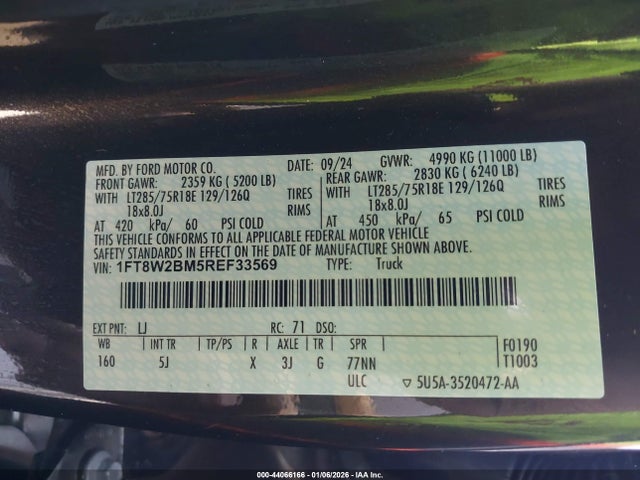 MFD. BY FORD MOTOR CO. DATE: 09/24 GVWR: 4990 KG (11000 LB)
FRONT GAWR: 2359 KG (5200 LB) REAR GAWR: 2830 KG (6240 LB)
WITH LT285/75R18E 129/126Q TIRES WITH LT285/75R18E 129/126Q TIRES
18x8.0J RIMS 18x8.0J RIMS
AT 420 kPa/ 60 PSI COLD AT 450 kPa/ 65 PSI COLD
THIS VEHICLE CONFORMS TO ALL APPLICABLE FEDERAL MOTOR VEHICLE
SAFETY STANDARDS IN EFFECT ON THE DATE OF MANUFACTURE SHOWN ABOVE.
VIN: 1FT8W2BM5REF33569 TYPE: Truck
EXT PNT: LJ RC: 71 DSO:
WB INT TR TP/PS R AXLE TR SPR F0190
160 5J X 3J G 77NN T1003
ULC ▽ 5U5A-3520472-AA
000-44066166 - 01/06/2026 - IAAI, Inc.